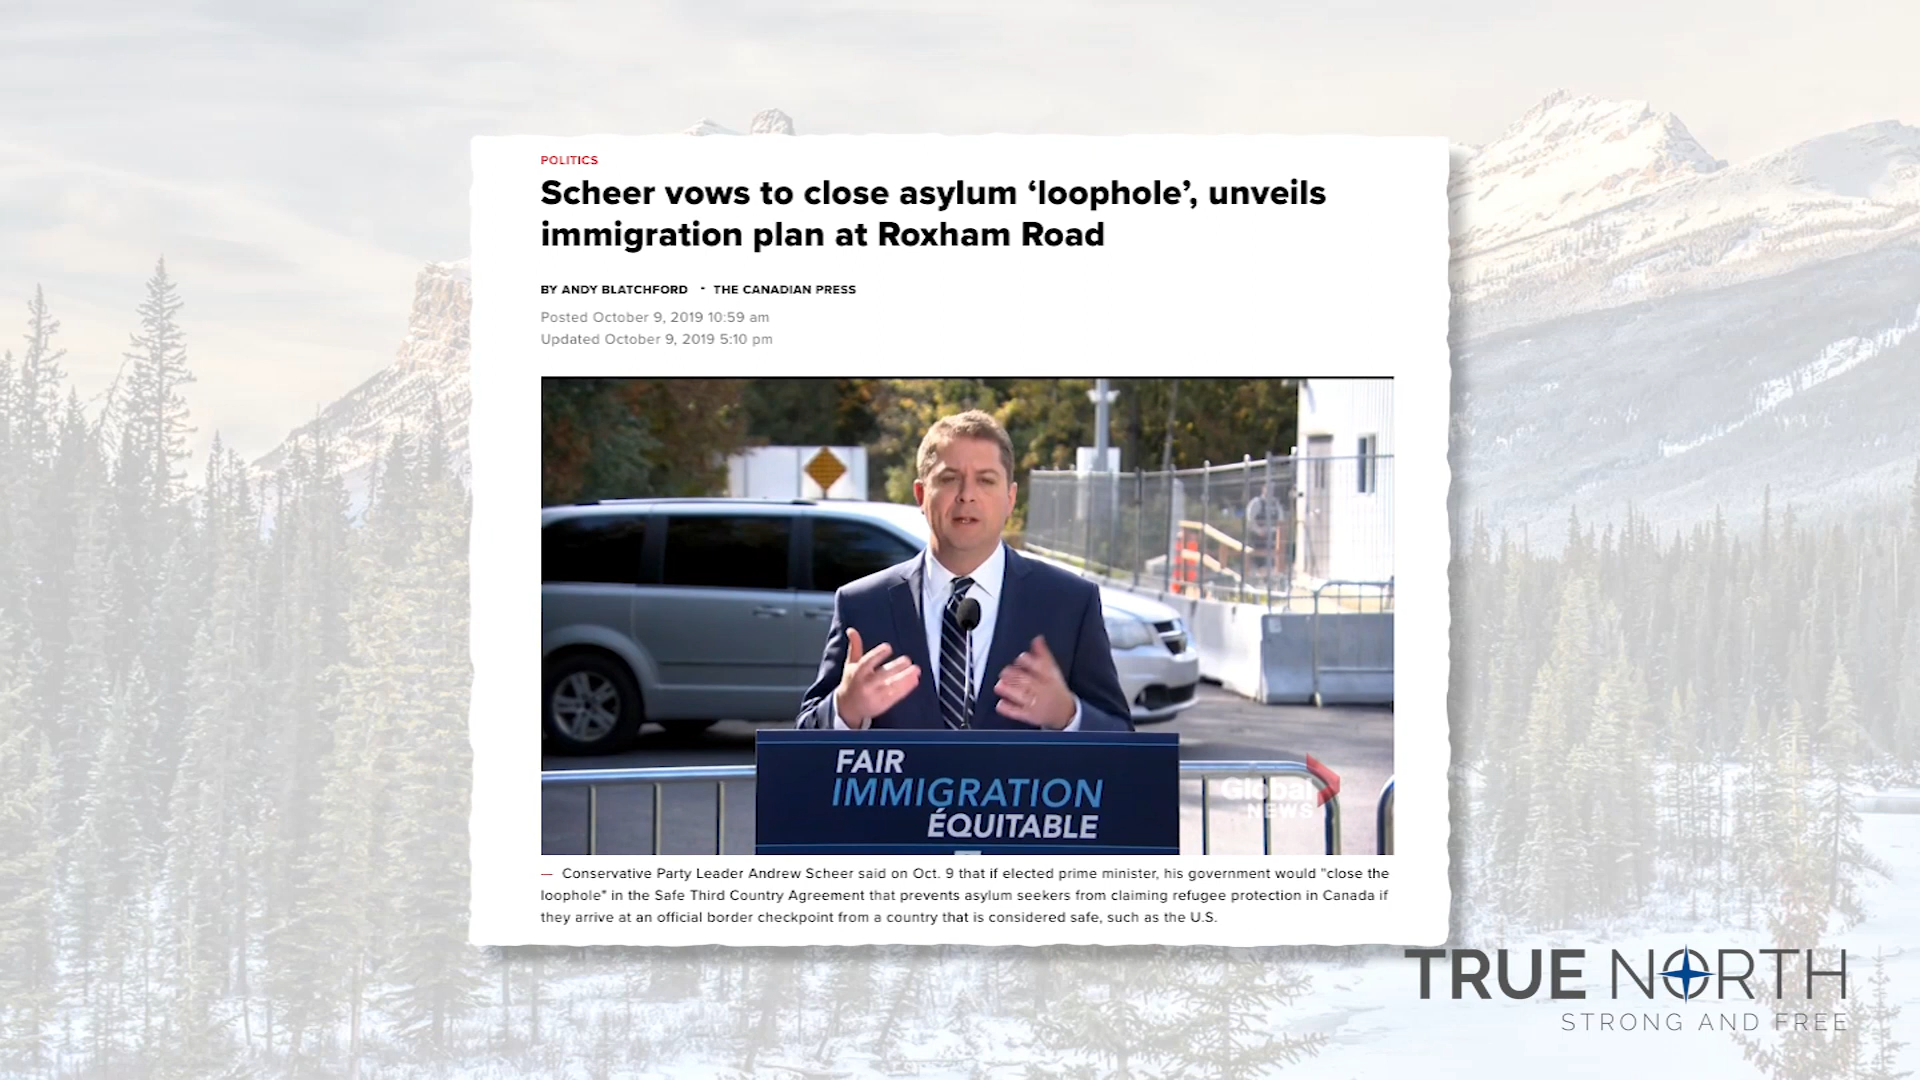 POLITICS
Scheer vows to close asylum ‘loophole’, unveils
immigration plan at Roxham Road
BY ANDY BLATCHFORD · THE CANADIAN PRESS
Posted October 9, 2019 10:59 am
Updated October 9, 2019 5:10 pm
FAIR
IMMIGRATION
ÉQUITABLE
Global
NEWS
— Conservative Party Leader Andrew Scheer said on Oct. 9 that if elected prime minister, his government would "close the
loophole" in the Safe Third Country Agreement that prevents asylum seekers from claiming refugee protection in Canada if
they arrive at an official border checkpoint from a country that is considered safe, such as the U.S.
TRUE NORTH
STRONG AND FREE